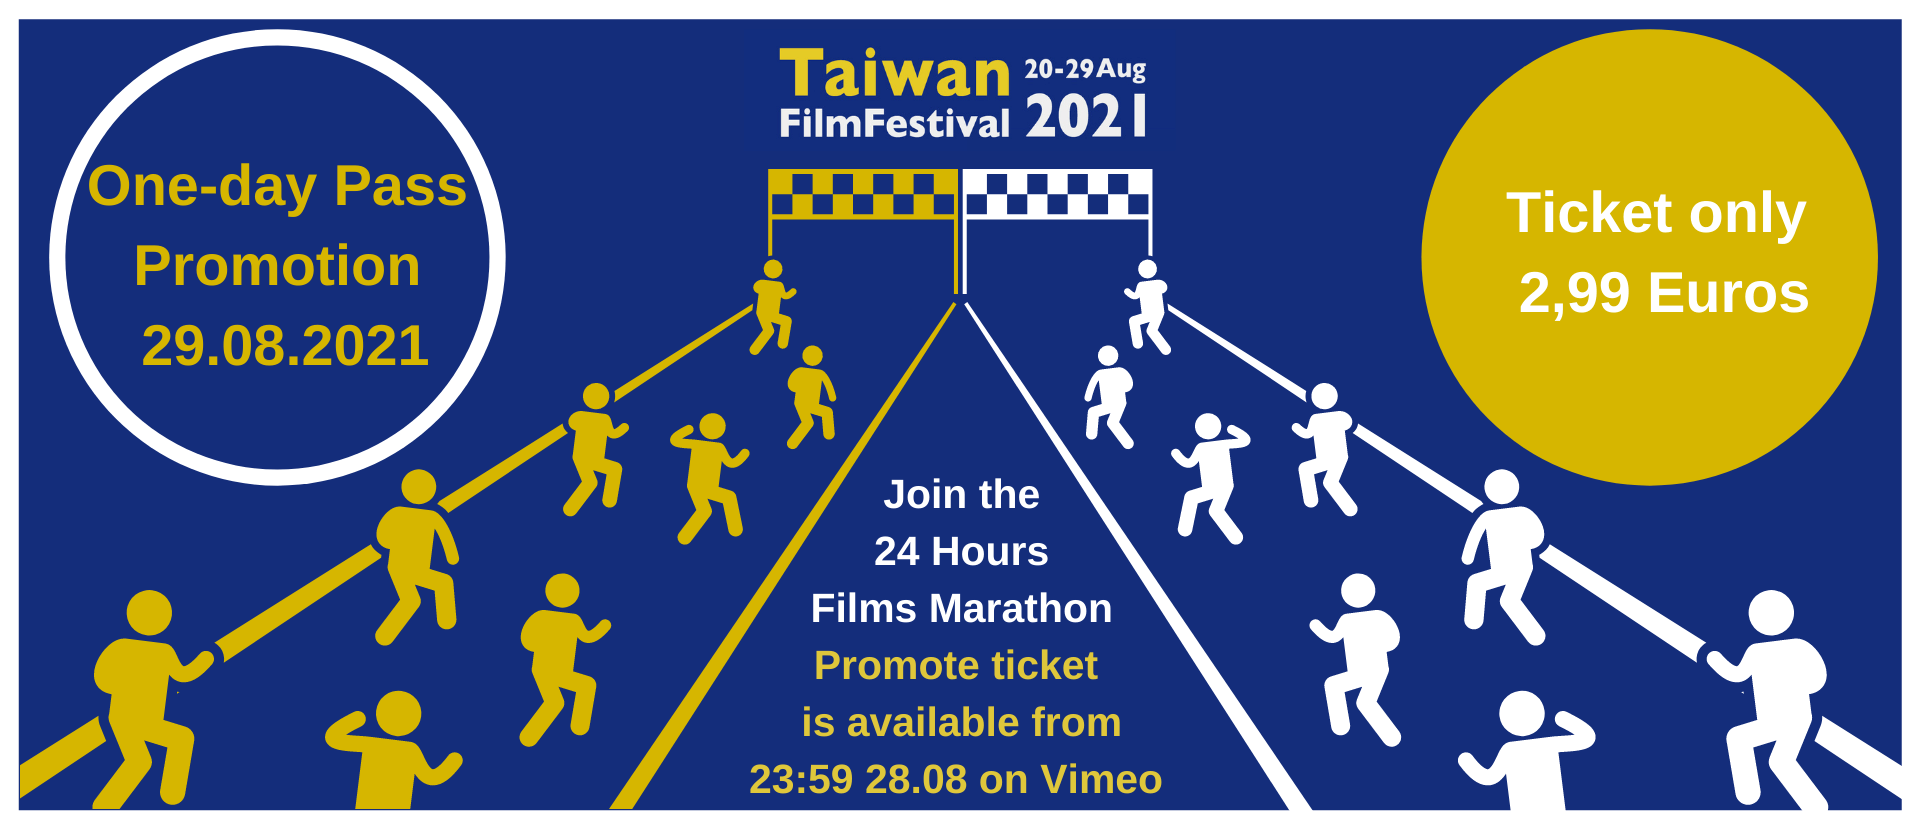 One-day Pass
Promotion
29.08.2021
Taiwan 20-29Aug
FilmFestival 2021
Ticket only
2,99 Euros
Join the
24 Hours
Films Marathon
Promote ticket
is available from
23:59 28.08 on Vimeo